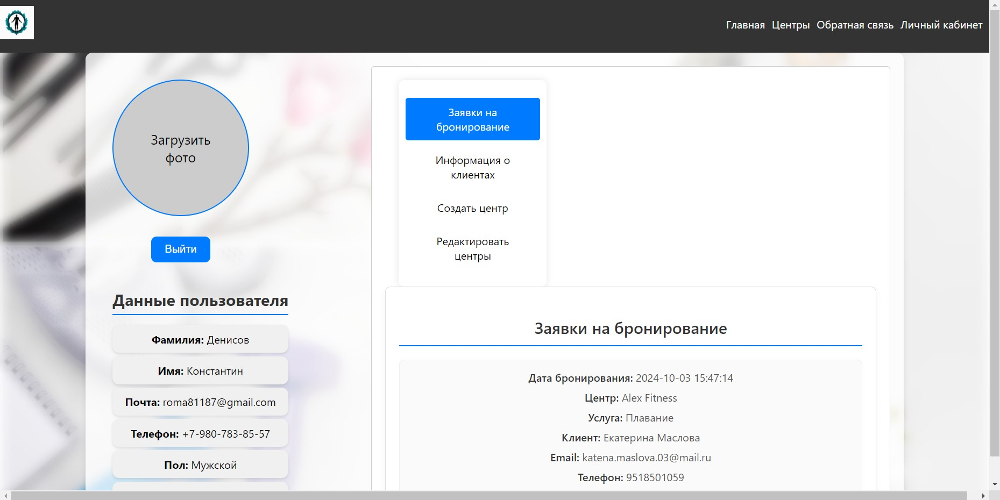 Главная Центры Обратная связь Личный кабинет
Загрузить
фото
Выйти
Данные пользователя
Фамилия: Денисов
Имя: Константин
Почта: roma81187@gmail.com
Телефон: +7-980-783-85-57
Пол: Мужской
Заявки на
бронирование
Информация о
клиентах
Создать центр
Редактировать
центры
Заявки на бронирование
Дата бронирования: 2024-10-03 15:47:14
Центр: Alex Fitness
Услуга: Плавание
Клиент: Екатерина Маслова
Email: katena.maslova.03@mail.ru
Телефон: 9518501059